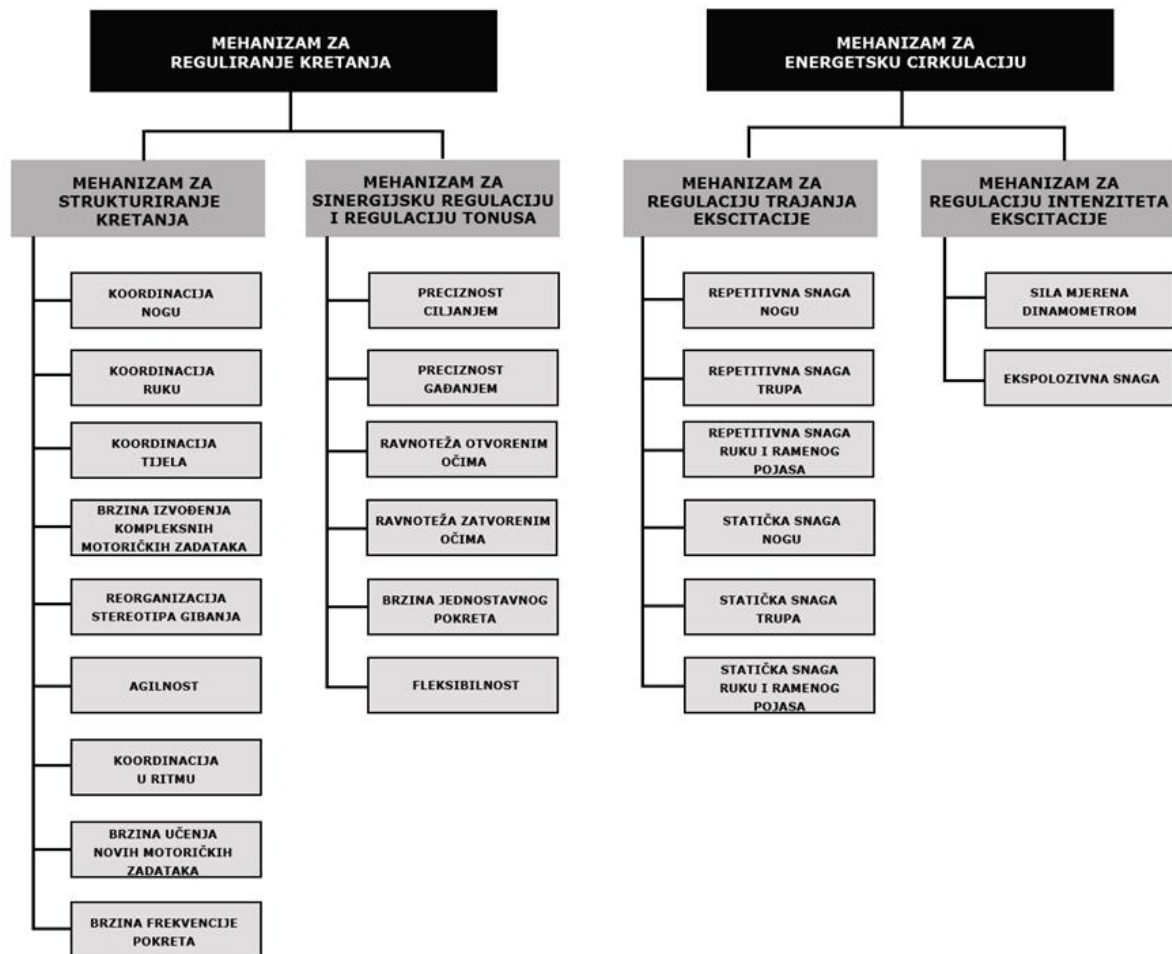 MEHANIZAM ZA
REGULIRANJE KRETANJA
MEHANIZAM ZA
STRUKTURIRANJE
KRETANJA
KOORDINACIJA
NOGU
KOORDINACIJA
RUKU
KOORDINACIJA
TIJELA
BRZINA IZVOĐENJA
KOMPLEKSNIH
MOTORIČKIH ZADATAKA
REORGANIZACIJA
STEREOTIPA GIBANJA
AGILNOST
KOORDINACIJA
U RITMU
BRZINA UČENJA
NOVIH MOTORIČKIH
ZADATAKA
BRZINA FREKVENCIJE
POKRETA
MEHANIZAM ZA
SINERGIJSKU REGULACIJU
I REGULACIJU TONUSA
PRECIZNOST
CILJANJEM
PRECIZNOST
GAĐANJEM
RAVNOTEŽA OTVORENIM
OČIMA
RAVNOTEŽA ZATVORENIM
OČIMA
BRZINA JEDNOSTAVNOG
POKRETA
FLEKSIBILNOST
MEHANIZAM ZA
ENERGETSKU CIRKULACIJU
MEHANIZAM ZA
REGULACIJU TRAJANJA
EKSCITACIJE
REPETITIVNA SNAGA
NOGU
REPETITIVNA SNAGA
TRUPA
REPETITIVNA SNAGA
RUKU I RAMENOG
POJASA
STATIČKA SNAGA
NOGU
STATIČKA SNAGA
TRUPA
STATIČKA SNAGA
RUKU I RAMENOG
POJASA
MEHANIZAM ZA
REGULACIJU INTENZITETA
EKSCITACIJE
SILA MJERENA
DINAMOMETROM
EKSPOLOZIVNA SNAGA